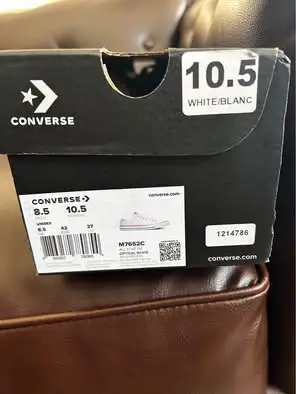 10.5
WHITE/BLANC
CONVERSE
CONVERSE
converse.com
8.5 10.5
UNISEX
8.5 42 27
M7652C
OPTICAL WHITE
1214786
converse.com